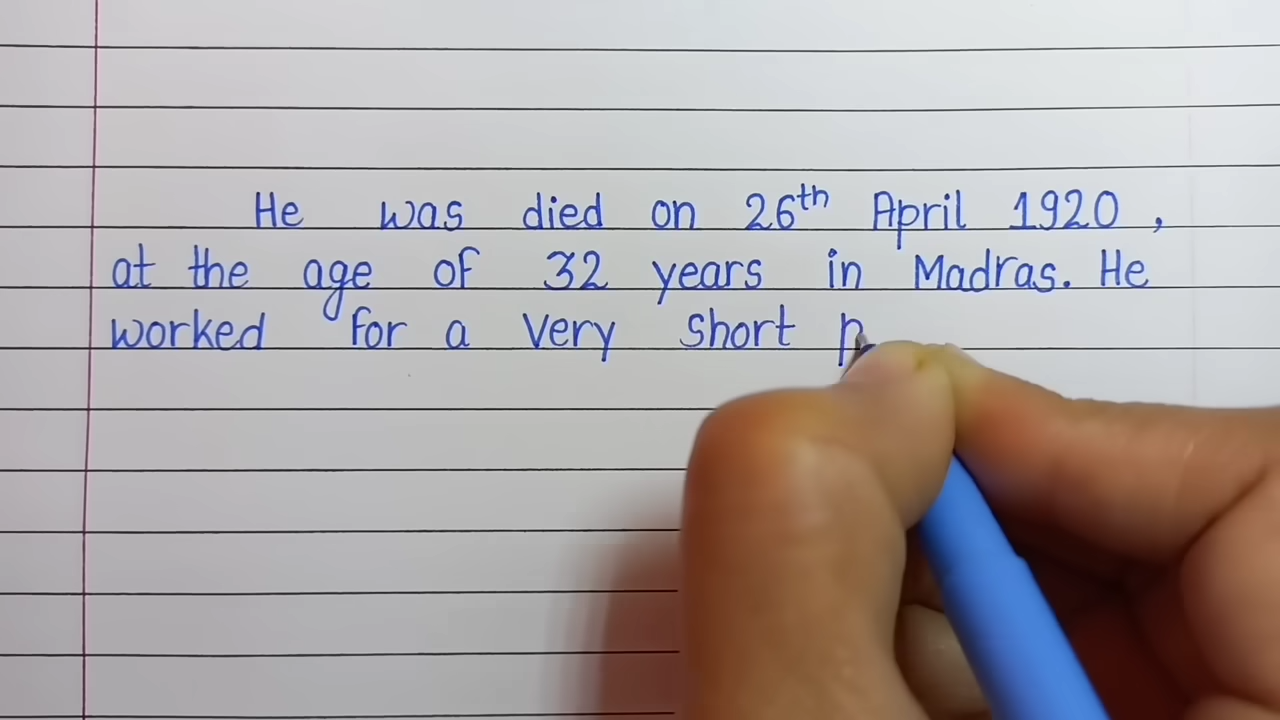 He was died on 26th April 1920,
at the age of 32 years in Madras. He
worked for a very short p